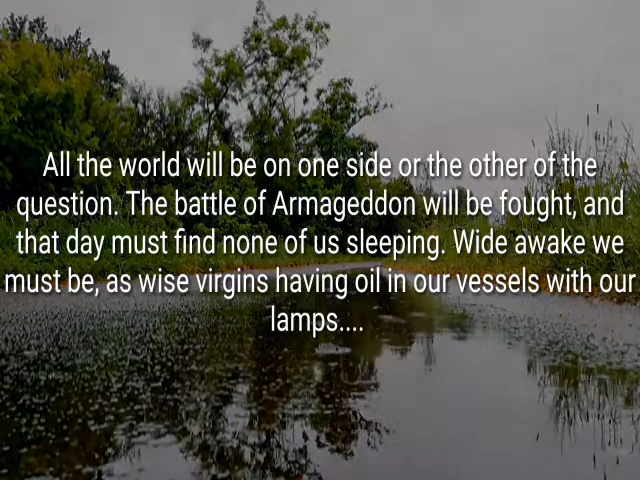 All the world will be on one side or the other of the
question. The battle of Armageddon will be fought, and
that day must find none of us sleeping. Wide awake we
must be, as wise virgins having oil in our vessels with our
lamps....